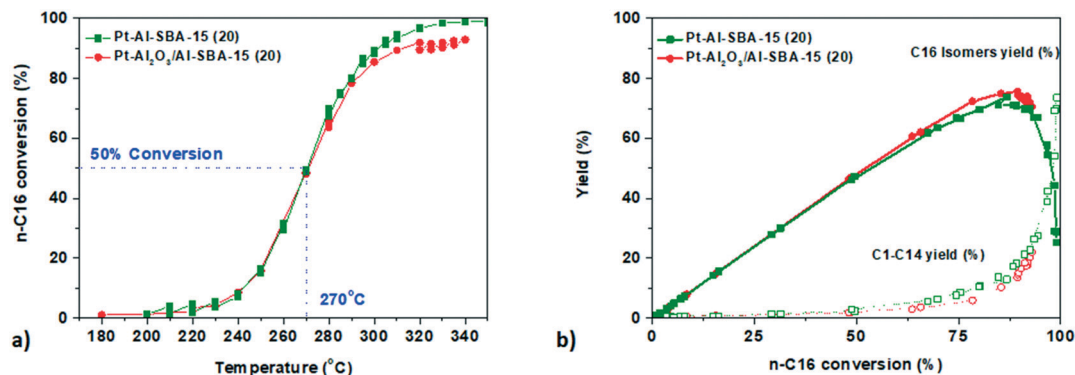 Pt-Al-SBA-15 (20)
Pt-Al₂O₃/Al-SBA-15 (20)
100
80
60
40
20
0
n-C16 conversion (%)
50% Conversion
270°C
180 200 220 240 260 280 300 320 340
Temperature (°C)
a)
Pt-Al-SBA-15 (20)
Pt-Al₂O₃/Al-SBA-15 (20)
C16 Isomers yield (%)
C1-C14 yield (%)
100
80
60
40
20
0
Yield (%)
0 25 50 75 100
n-C16 conversion (%)
b)